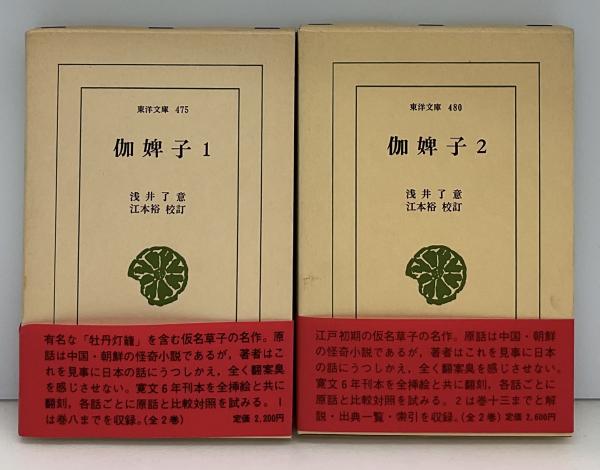 東洋文庫 475
伽婢子 1
浅井了意
江本裕 校訂
有名な「牡丹灯籠」を含む仮名草子の名作。原
話は中国・朝鮮の怪奇小説であるが，著者はこ
れを見事に日本の話にうつしかえ，全く翻案臭
を感じさせない。寛文６年刊本を全挿絵と共に
翻刻，各話ごとに原話と比較対照を試みる。１
は巻八までを収録。(全２巻) 定価 2,200円
東洋文庫 480
伽婢子 2
浅井了意
江本裕 校訂
江戸初期の仮名草子の名作。原話は中国・朝鮮
の怪奇小説であるが，著者はこれを見事に日本
の話にうつしかえ，全く翻案臭を感じさせない。
寛文６年刊本を全挿絵と共に翻刻，各話ごとに
原話と比較対照を試みる。２は巻十三までと解
説・出典一覧・索引を収録。(全２巻) 定価 2,600円